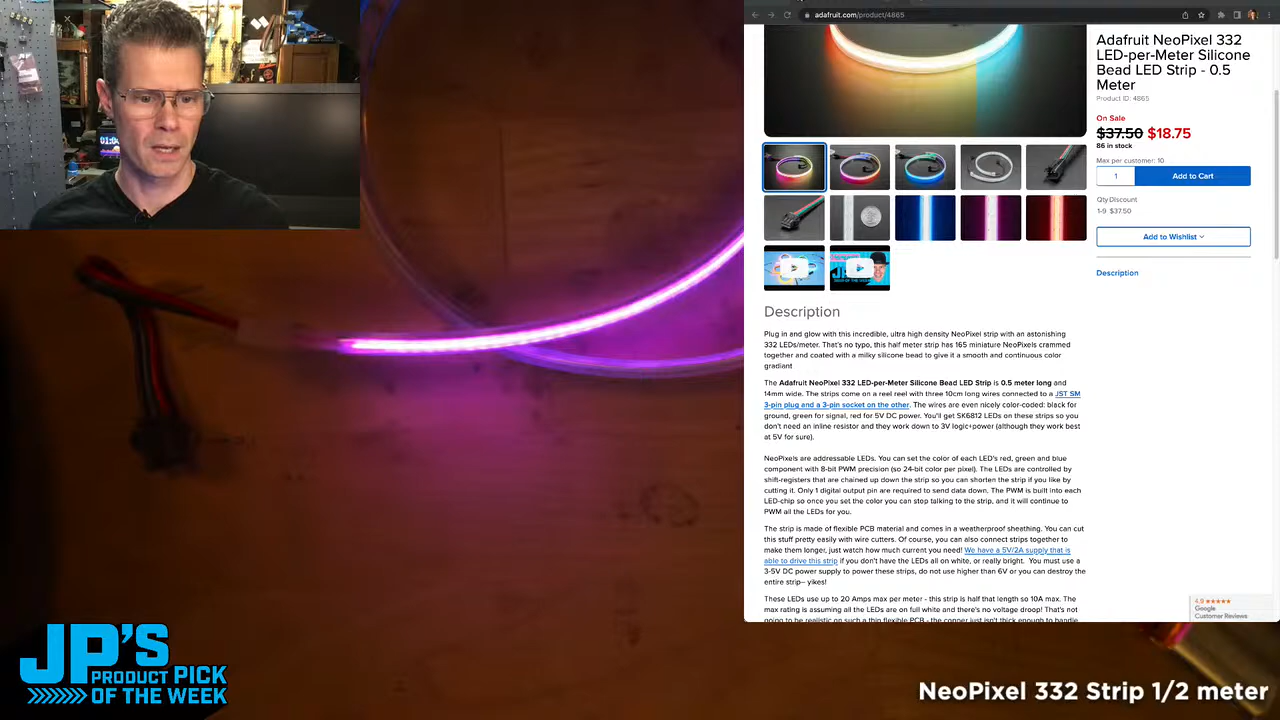 adafruit.com/product/4865
Adafruit NeoPixel 332
LED-per-Meter Silicone
Bead LED Strip - 0.5
Meter
Product ID: 4865
On Sale
$37.50 $18.75
86 in stock
Max per customer: 10
1 Add to Cart
Qty Discount
1-9 $37.50
Add to Wishlist
Description
Description
Plug in and glow with this incredible, ultra high density NeoPixel strip with an astonishing
332 LEDs/meter. That's no typo, this half meter strip has 165 miniature NeoPixels crammed
together and coated with a milky silicone bead to give it a smooth and continuous color
gradiant
The Adafruit NeoPixel 332 LED-per-Meter Silicone Bead LED Strip is 0.5 meter long and
14mm wide. The strips come on a reel reel with three 10cm long wires connected to a JST SM
3-pin plug and a 3-pin socket on the other. The wires are even nicely color-coded: black for
ground, green for signal, red for 5V DC power. You'll get SK6812 LEDs on these strips so you
don't need an inline resistor and they work down to 3V logic+power (although they work best
at 5V for sure).
NeoPixels are addressable LEDs. You can set the color of each LED's red, green and blue
component with 8-bit PWM precision (so 24-bit color per pixel). The LEDs are controlled by
shift-registers that are chained up down the strip so you can shorten the strip if you like by
cutting it. Only 1 digital output pin are required to send data down. The PWM is built into each
LED-chip so once you set the color you can stop talking to the strip, and it will continue to
PWM all the LEDs for you.
The strip is made of flexible PCB material and comes in a weatherproof sheathing. You can cut
this stuff pretty easily with wire cutters. Of course, you can also connect strips together to
make them longer, just watch how much current you need! We have a 5V/2A supply that is
able to drive this strip if you don't have the LEDs all on white, or really bright. You must use a
3-5V DC power supply to power these strips, do not use higher than 6V or you can destroy the
entire strip-- yikes!
These LEDs use up to 20 Amps max per meter - this strip is half that length so 10A max. The
max rating is assuming all the LEDs are on full white and there's no voltage droop! That's not
going to be realistic on such a thin flexible PCB - the copper just isn't thick enough to handle
4.9 ★★★★★
Google
Customer Reviews
JP'S
PRODUCT PICK
OF THE WEEK
NeoPixel 332 Strip 1/2 meter